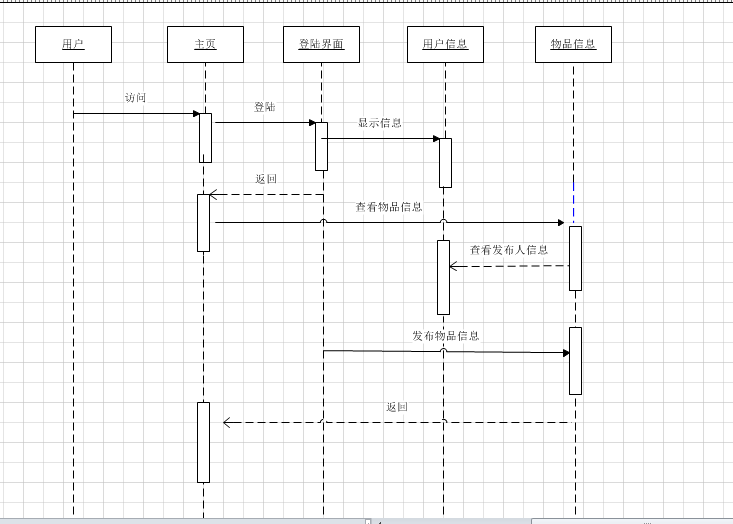 用户
主页
登陆界面
用户信息
物品信息
访问
登陆
显示信息
返回
查看物品信息
查看发布人信息
发布物品信息
返回